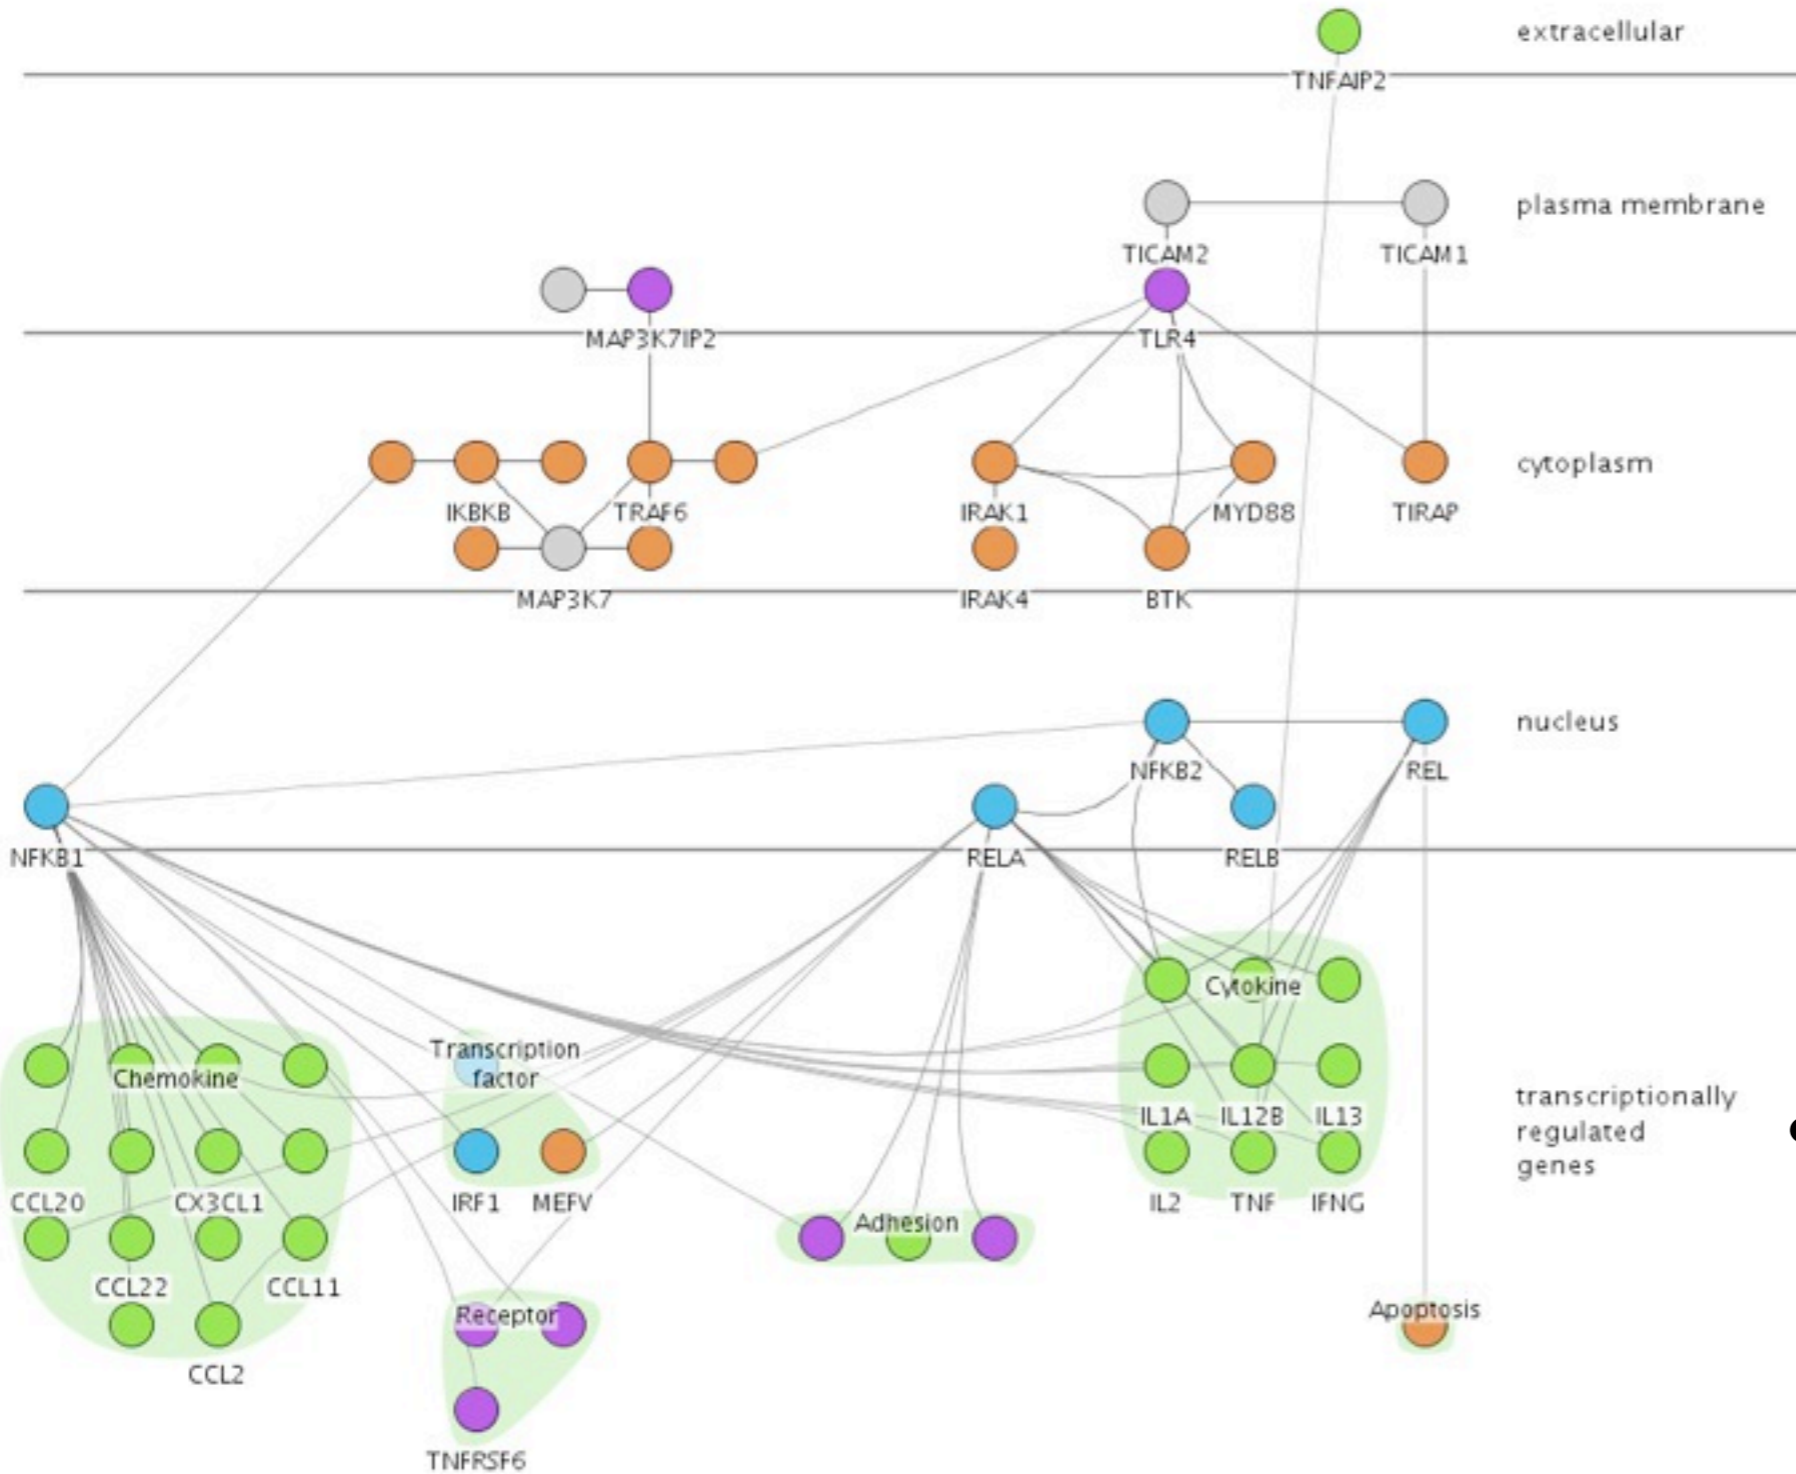 extracellular
TNFAIP2
plasma membrane
TICAM2
TICAM1
MAP3K7IP2
TLR4
cytoplasm
IKBKB
TRAF6
IRAK1
MYD88
TIRAP
MAP3K7
IRAK4
BTK
nucleus
NFKB2
REL
NFKB1
RELA
RELB
Cytokine
Transcription
factor
Chemokine
IL1A
IL12B
IL13
transcriptionally
regulated
genes
CCL20
CX3CL1
IRF1
MEFV
IL2
TNF
IFNG
Adhesion
CCL22
CCL11
Receptor
Apoptosis
CCL2
TNFRSF6